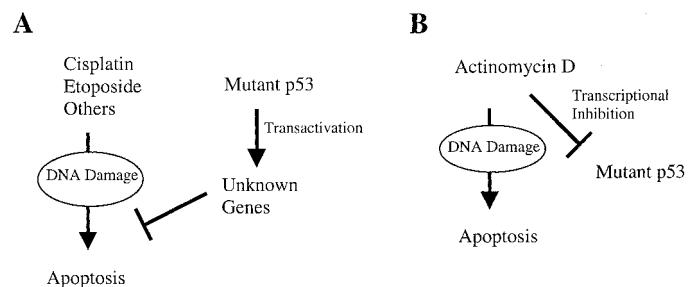 A
Cisplatin
Etoposide
Others
Mutant p53
Transactivation
DNA Damage
Unknown
Genes
Apoptosis
B
Actinomycin D
Transcriptional
Inhibition
DNA Damage
Mutant p53
Apoptosis